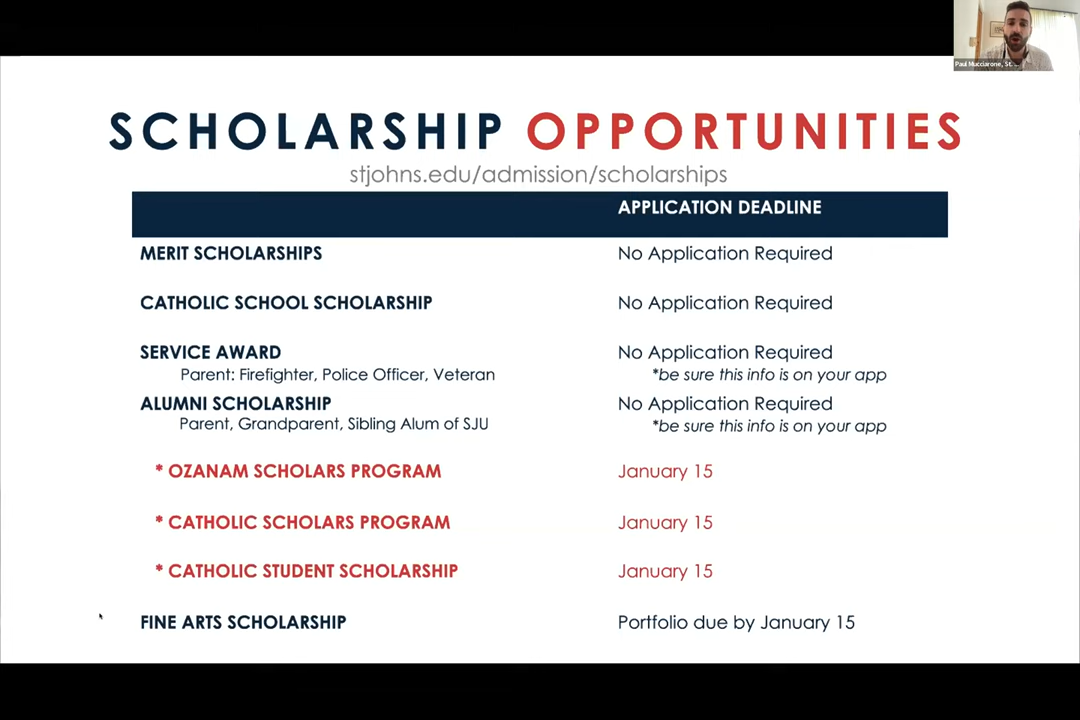 Paul Mucciarone, St. ...
SCHOLARSHIP OPPORTUNITIES
stjohns.edu/admission/scholarships
APPLICATION DEADLINE
MERIT SCHOLARSHIPS No Application Required
CATHOLIC SCHOOL SCHOLARSHIP No Application Required
SERVICE AWARD No Application Required
Parent: Firefighter, Police Officer, Veteran *be sure this info is on your app
ALUMNI SCHOLARSHIP No Application Required
Parent, Grandparent, Sibling Alum of SJU *be sure this info is on your app
* OZANAM SCHOLARS PROGRAM January 15
* CATHOLIC SCHOLARS PROGRAM January 15
* CATHOLIC STUDENT SCHOLARSHIP January 15
FINE ARTS SCHOLARSHIP Portfolio due by January 15